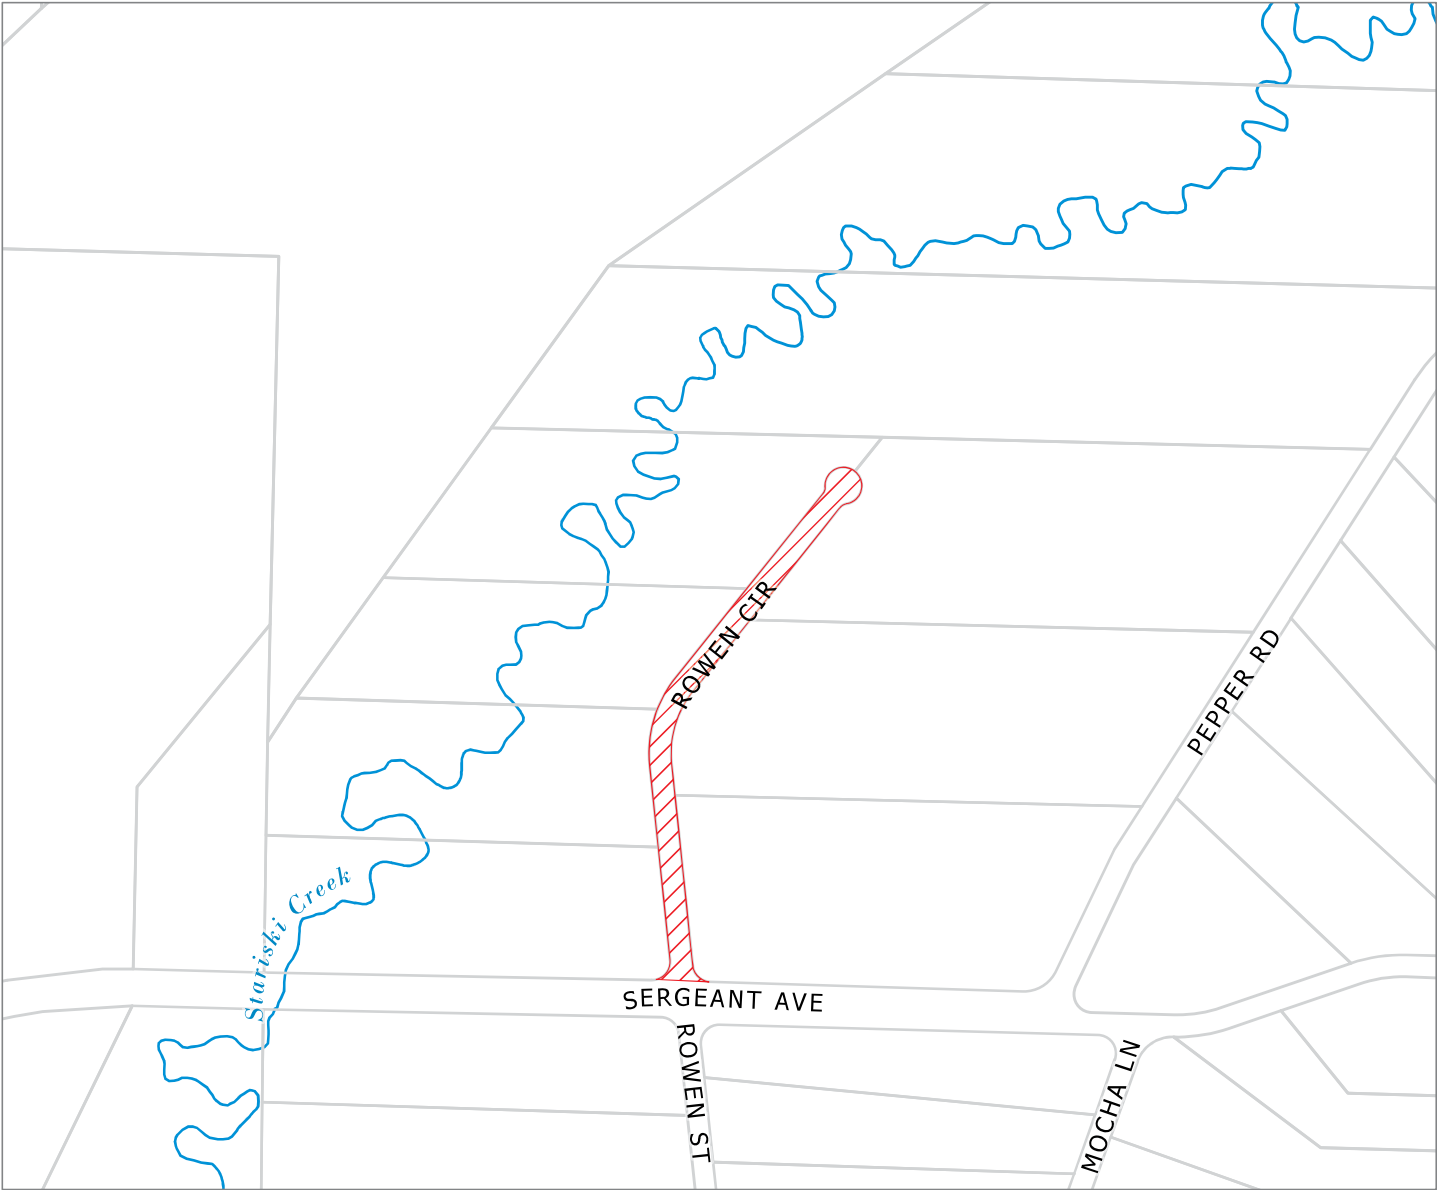 ROWEN CIR
PEPPER RD
Stariski Creek
SERGEANT AVE
ROWEN ST
MOCHA LN